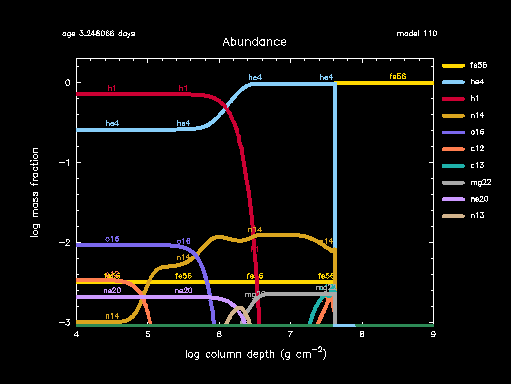 age 3.248066 days
model 110
Abundance
fe56
he4
h1
n14
o16
c12
c13
mg22
ne20
n13
0
−1
−2
−3
log mass fraction
he4 he4 fe56
h1 h1
he4 he4
n14
o16 o16 n14
n14
fe56 fe56 fe56
ne20 ne20 mg22
n14
4 5 6 7 8 9
log column depth (g cm−2)